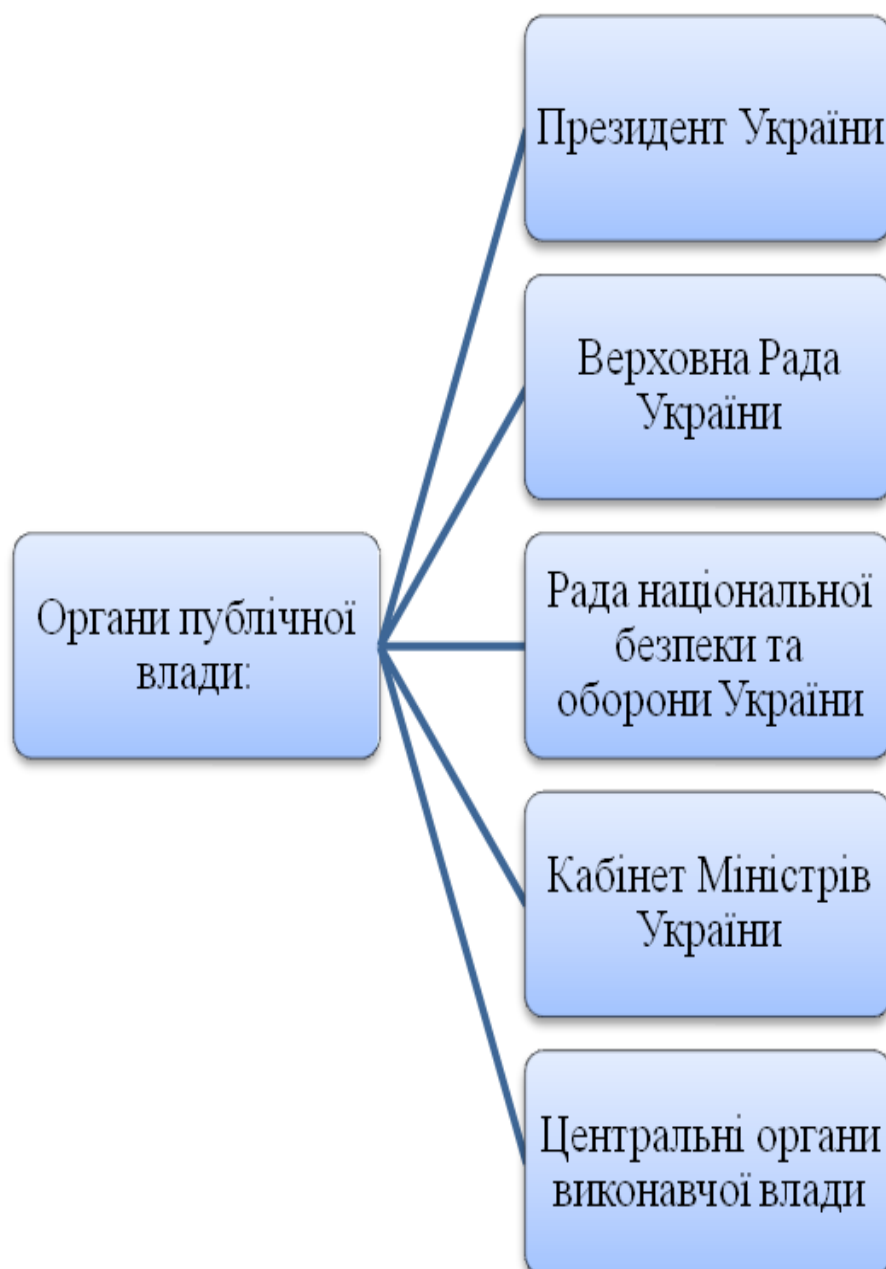 Президент України
Верховна Рада
України
Органи публічної
влади:
Рада національної
безпеки та
оборони України
Кабінет Міністрів
України
Центральні органи
виконавчої влади